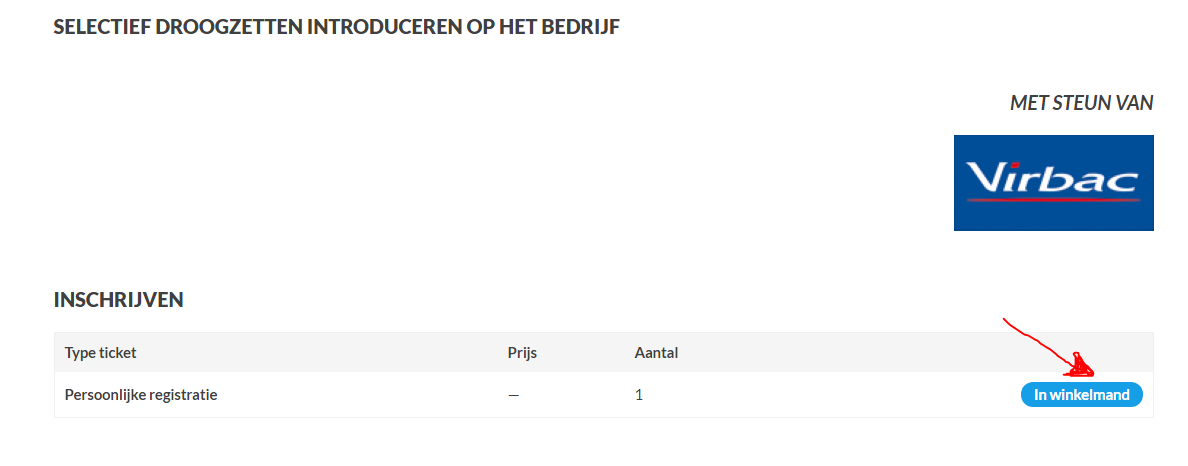 SELECTIEF DROOGZETTEN INTRODUCEREN OP HET BEDRIJF
MET STEUN VAN
Virbac
INSCHRIJVEN
Type ticket Prijs Aantal
Persoonlijke registratie — 1 In winkelmand